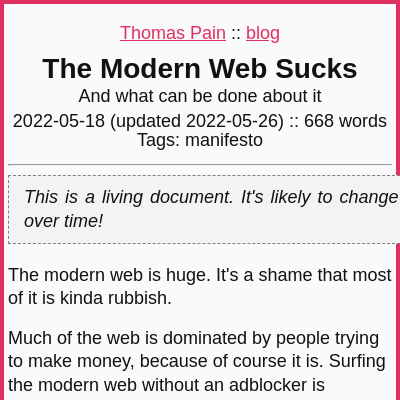 Thomas Pain :: blog
The Modern Web Sucks
And what can be done about it
2022-05-18 (updated 2022-05-26) :: 668 words
Tags: manifesto
This is a living document. It's likely to change
over time!
The modern web is huge. It's a shame that most
of it is kinda rubbish.
Much of the web is dominated by people trying
to make money, because of course it is. Surfing
the modern web without an adblocker is